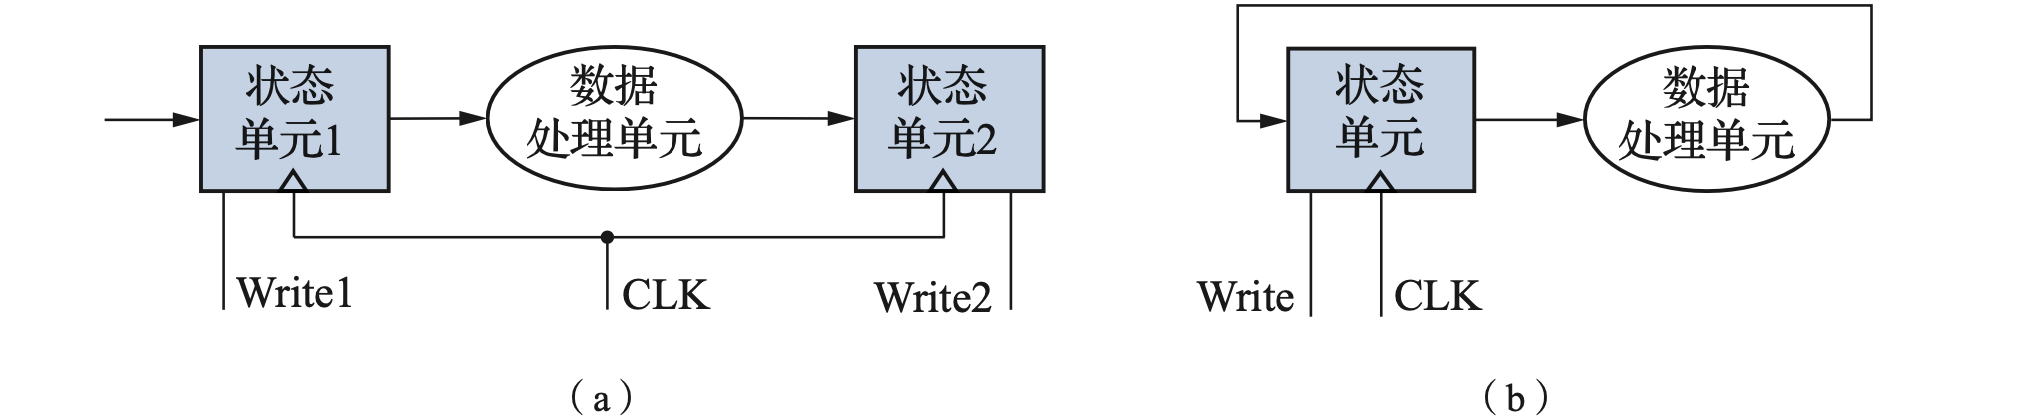 状态
单元1
数据
处理单元
状态
单元2
Write1
CLK
Write2
(a)
状态
单元
数据
处理单元
Write
CLK
(b)